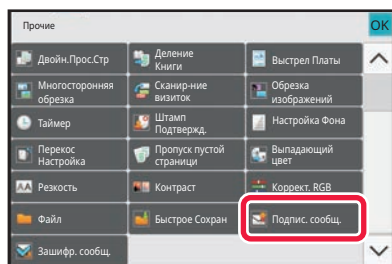 Прочие
OK
Двойн.Прос.Стр
Деление
Книги
Выстрел Платы
Многосторонняя
обрезка
Сканир-ние
визиток
Обрезка
изображений
Таймер
Штамп
Подтвержд.
Настройка Фона
Перекос
Настройка
Пропуск пустой
страници
Выпадающий
цвет
AA Резкость
Контраст
Коррект. RGB
Файл
Быстрое Сохран
Подпис. сообщ.
Зашифр. сообщ.